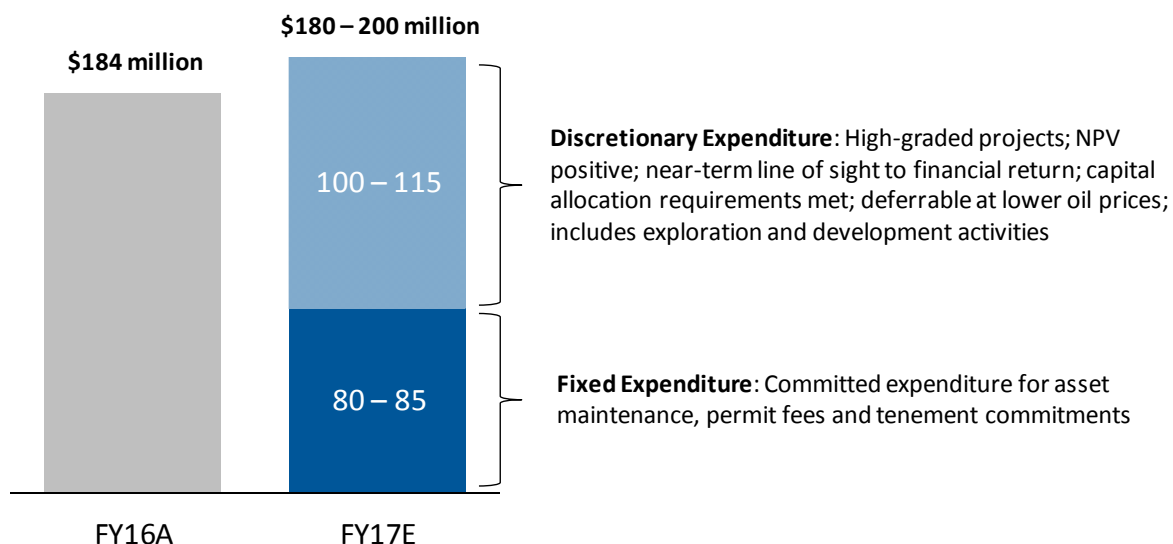 $180 – 200 million
$184 million
100 – 115
Discretionary Expenditure: High-graded projects; NPV
positive; near-term line of sight to financial return; capital
allocation requirements met; deferrable at lower oil prices;
includes exploration and development activities
80 – 85
Fixed Expenditure: Committed expenditure for asset
maintenance, permit fees and tenement commitments
FY16A
FY17E